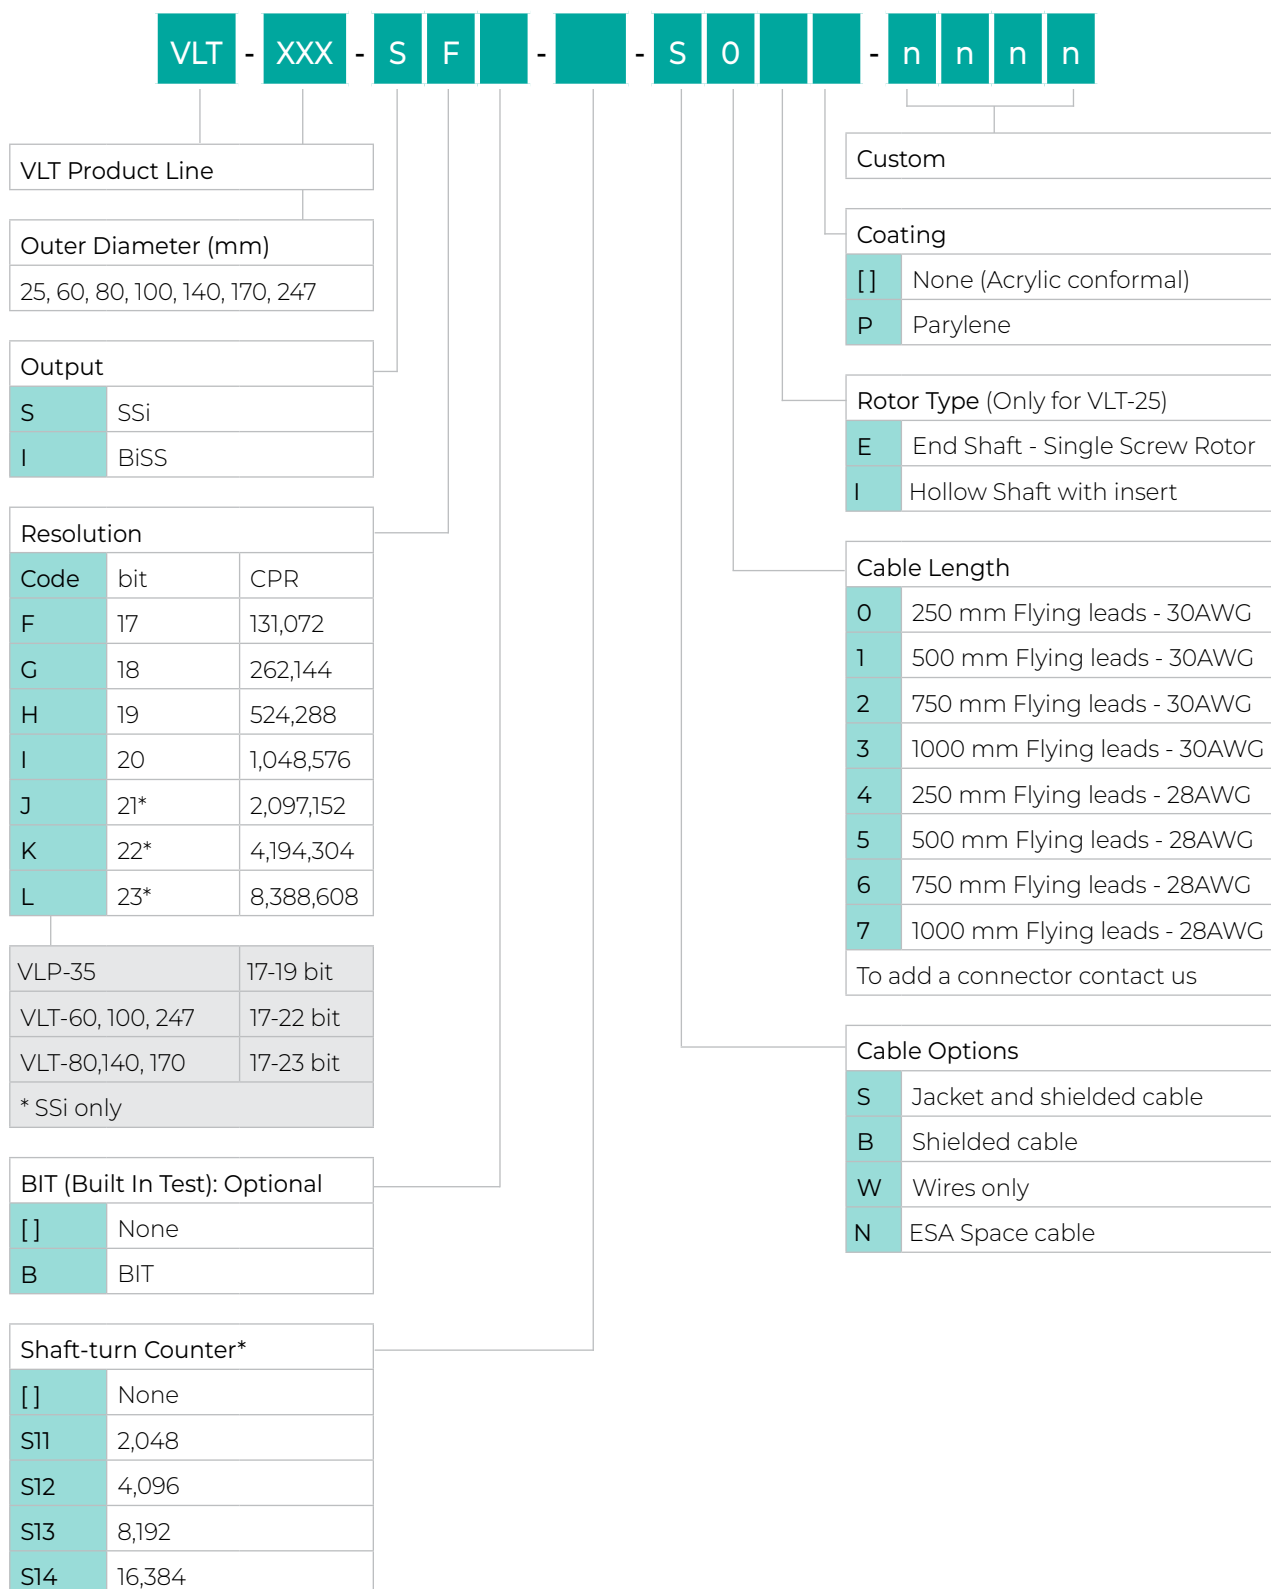 VLT - XXX - S F - - S 0 - n n n n
VLT Product Line
Outer Diameter (mm)
25, 60, 80, 100, 140, 170, 247
Output
S SSi
I BiSS
Resolution
Code bit CPR
F 17 131,072
G 18 262,144
H 19 524,288
I 20 1,048,576
J 21* 2,097,152
K 22* 4,194,304
L 23* 8,388,608
VLP-35 17-19 bit
VLT-60, 100, 247 17-22 bit
VLT-80,140, 170 17-23 bit
* SSi only
BIT (Built In Test): Optional
[ ] None
B BIT
Shaft-turn Counter*
[ ] None
S11 2,048
S12 4,096
S13 8,192
S14 16,384
Custom
Coating
[ ] None (Acrylic conformal)
P Parylene
Rotor Type (Only for VLT-25)
E End Shaft - Single Screw Rotor
I Hollow Shaft with insert
Cable Length
0 250 mm Flying leads - 30AWG
1 500 mm Flying leads - 30AWG
2 750 mm Flying leads - 30AWG
3 1000 mm Flying leads - 30AWG
4 250 mm Flying leads - 28AWG
5 500 mm Flying leads - 28AWG
6 750 mm Flying leads - 28AWG
7 1000 mm Flying leads - 28AWG
To add a connector contact us
Cable Options
S Jacket and shielded cable
B Shielded cable
W Wires only
N ESA Space cable